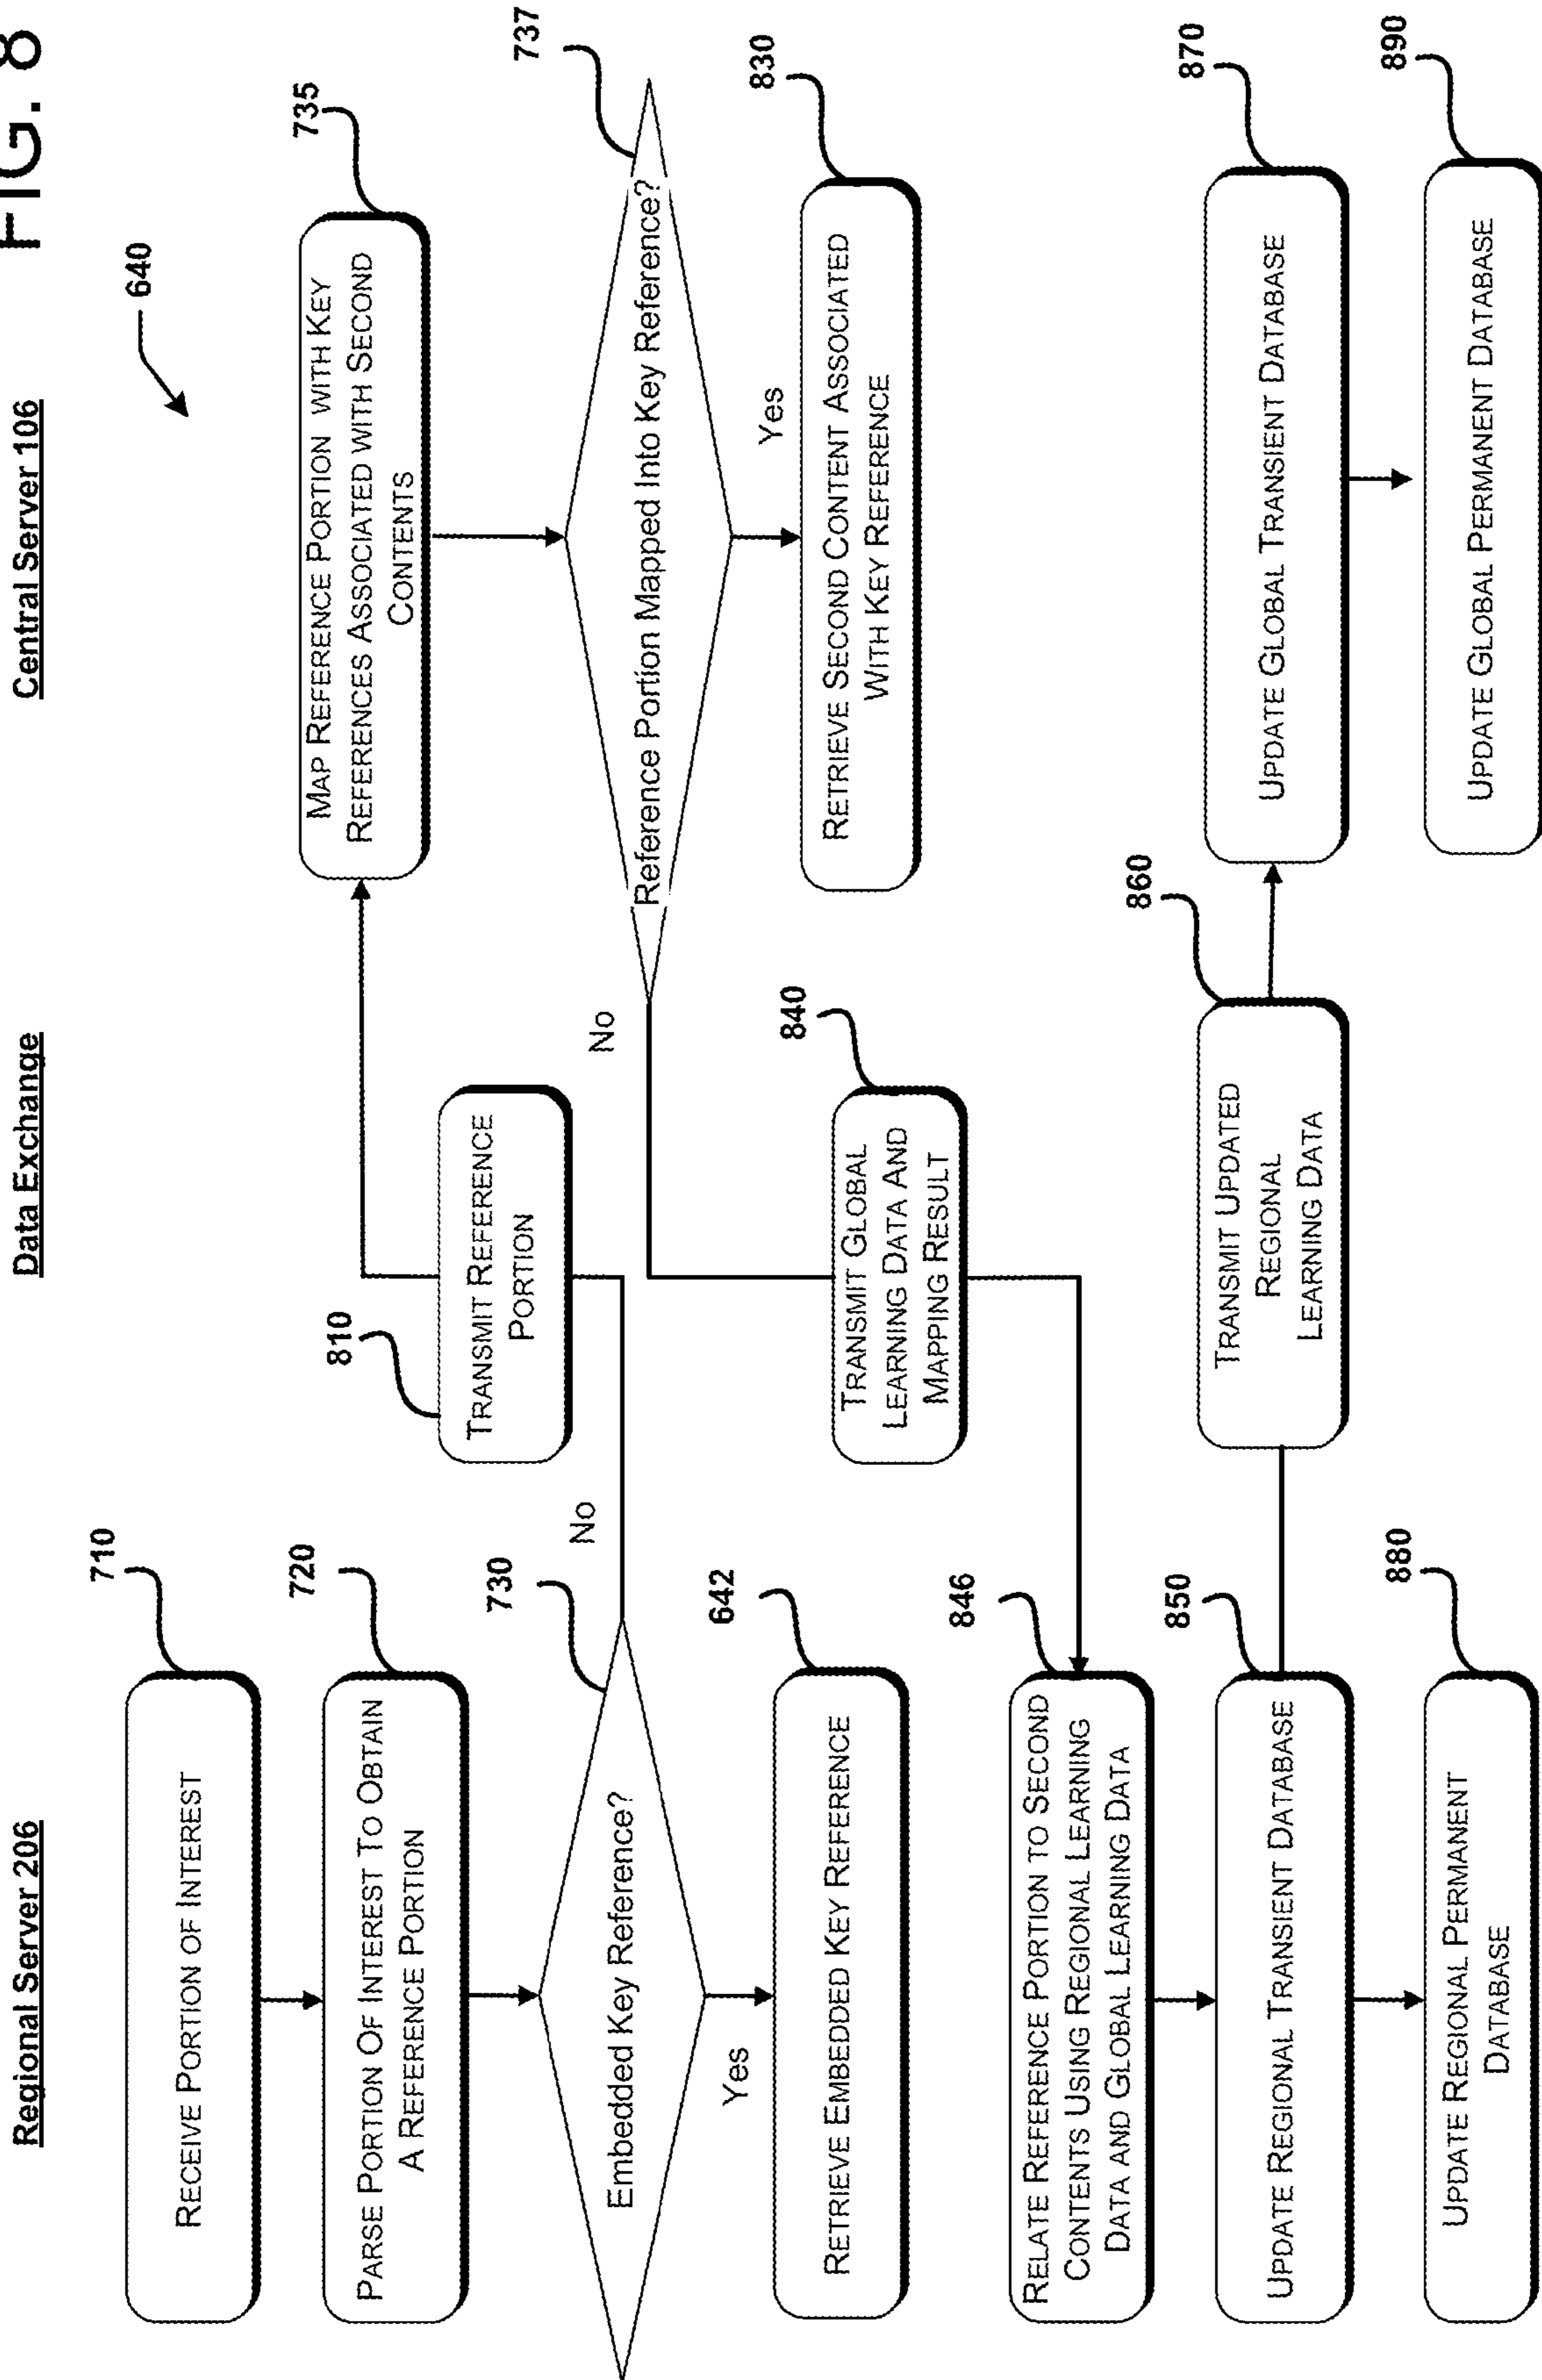 FIG. 8
Regional Server 206
Data Exchange
Central Server 106
640
710
RECEIVE PORTION OF INTEREST
720
PARSE PORTION OF INTEREST TO OBTAIN
A REFERENCE PORTION
730
Embedded Key Reference?
No
Yes
642
RETRIEVE EMBEDDED KEY REFERENCE
810
TRANSMIT REFERENCE
PORTION
735
MAP REFERENCE PORTION WITH KEY
REFERENCES ASSOCIATED WITH SECOND
CONTENTS
737
Reference Portion Mapped Into Key Reference?
No
Yes
830
RETRIEVE SECOND CONTENT ASSOCIATED
WITH KEY REFERENCE
840
TRANSMIT GLOBAL
LEARNING DATA AND
MAPPING RESULT
846
RELATE REFERENCE PORTION TO SECOND
CONTENTS USING REGIONAL LEARNING
DATA AND GLOBAL LEARNING DATA
850
UPDATE REGIONAL TRANSIENT DATABASE
860
TRANSMIT UPDATED
REGIONAL
LEARNING DATA
870
UPDATE GLOBAL TRANSIENT DATABASE
880
UPDATE REGIONAL PERMANENT
DATABASE
890
UPDATE GLOBAL PERMANENT DATABASE